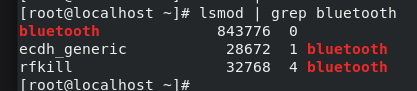 [root@localhost ~]# lsmod | grep bluetooth
bluetooth             843776  0
ecdh_generic           28672  1 bluetooth
rfkill                 32768  4 bluetooth
[root@localhost ~]#